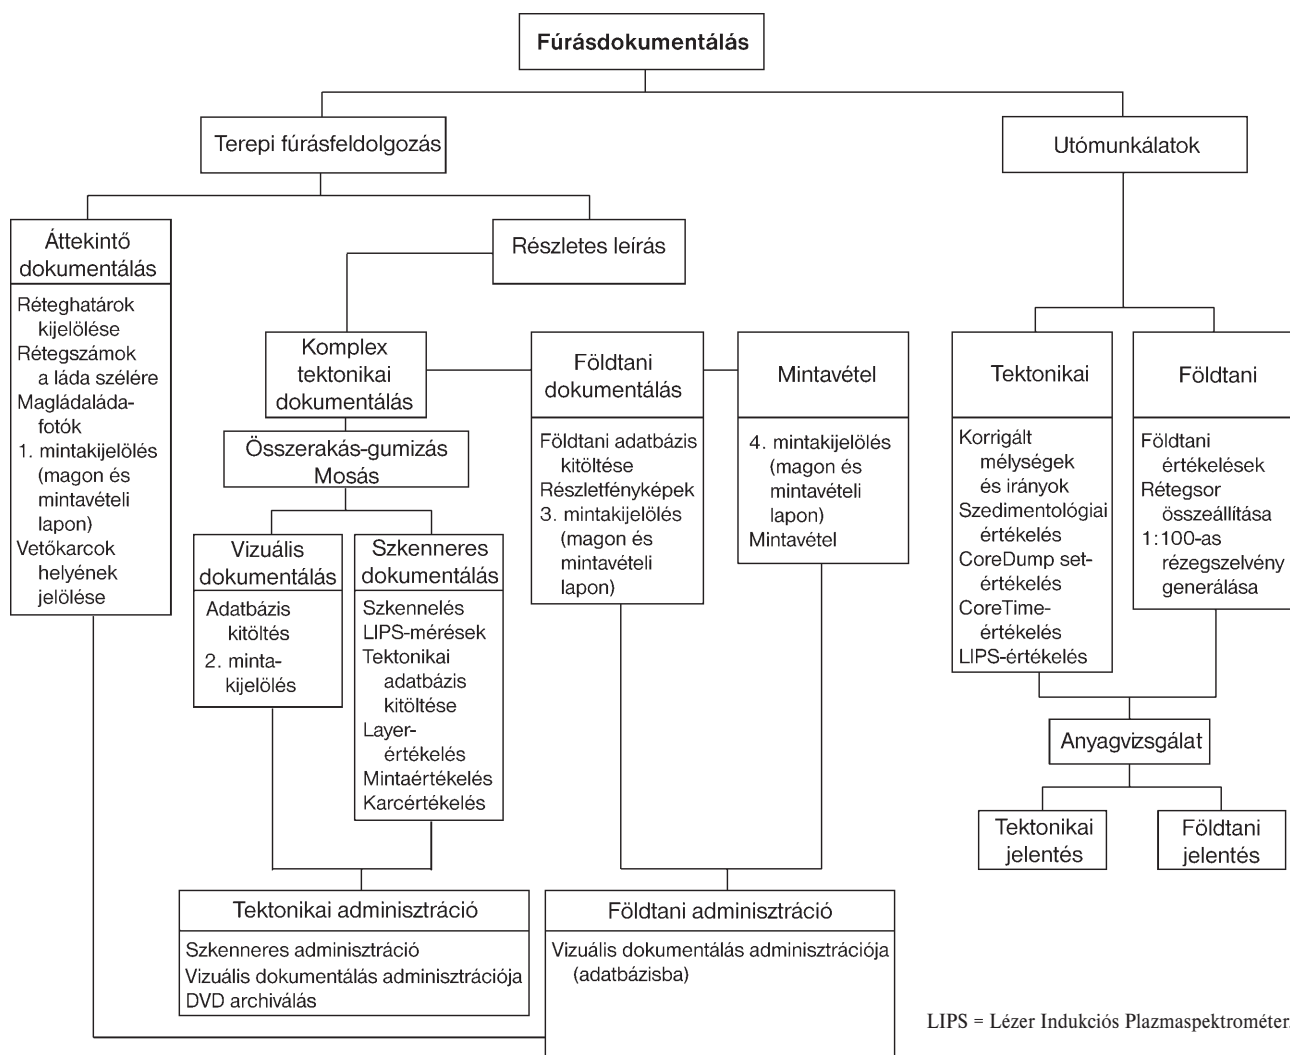 Fúrásdokumentálás
Terepi fúrásfeldolgozás
Utómunkálatok
Áttekintő
dokumentálás
Réteghatárok
kijelölése
Rétegszámok
a láda szélére
Magládaláda-
fotók
1. mintakijelölés
(magon és
mintavételi
lapon)
Vetőkarcok
helyének
jelölése
Részletes leírás
Komplex
tektonikai
dokumentálás
Összerakás-gumizás
Mosás
Vizuális
dokumentálás
Adatbázis
kitöltés
2. minta-
kijelölés
Szkenneres
dokumentálás
Szkennelés
LIPS-mérések
Tektonikai
adatbázis
kitöltése
Layer-
értékelés
Mintaértékelés
Karcértékelés
Földtani
dokumentálás
Földtani adatbázis
kitöltése
Részletfényképek
3. mintakijelölés
(magon és
mintavételi
lapon)
Mintavétel
4. mintakijelölés
(magon és
mintavételi
lapon)
Mintavétel
Tektonikai
Korrigált
mélységek
és irányok
Szedimentológiai
értékelés
CoreDump set-
értékelés
CoreTime-
értékelés
LIPS-értékelés
Földtani
Földtani
értékelések
Rétegsor
összeállítása
1:100-as
rézegszelvény
generálása
Anyagvizsgálat
Tektonikai
jelentés
Földtani
jelentés
Tektonikai adminisztráció
Szkenneres adminisztráció
Vizuális dokumentálás adminisztrációja
DVD archiválás
Földtani adminisztráció
Vizuális dokumentálás adminisztrációja
(adatbázisba)
LIPS = Lézer Indukciós Plazmaspektrométer.